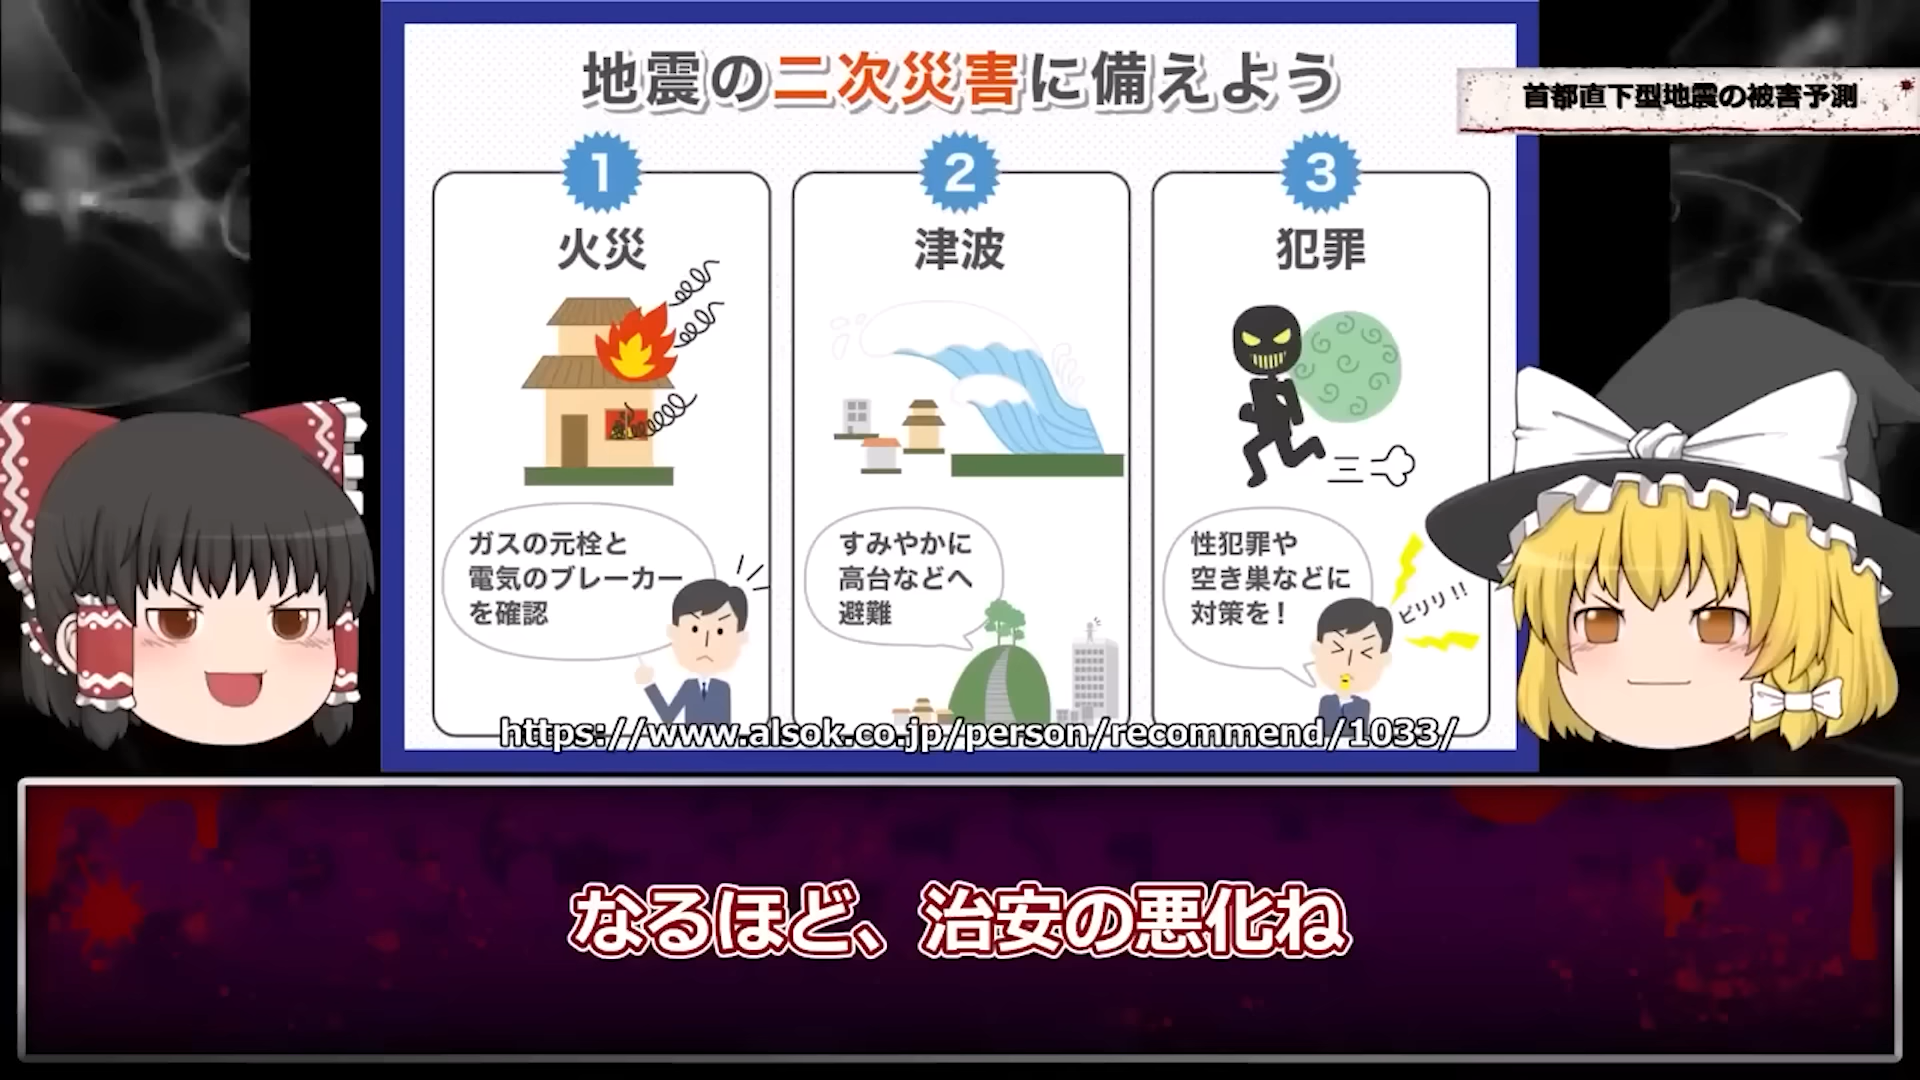 地震の二次災害に備えよう
首都直下型地震の被害予測
1
火災
ガスの元栓と
電気のブレーカー
を確認
2
津波
すみやかに
高台などへ
避難
3
犯罪
性犯罪や
空き巣などに
対策を!
ピリリ!!
https://www.alsok.co.jp/person/recommend/1033/
なるほど、治安の悪化ね